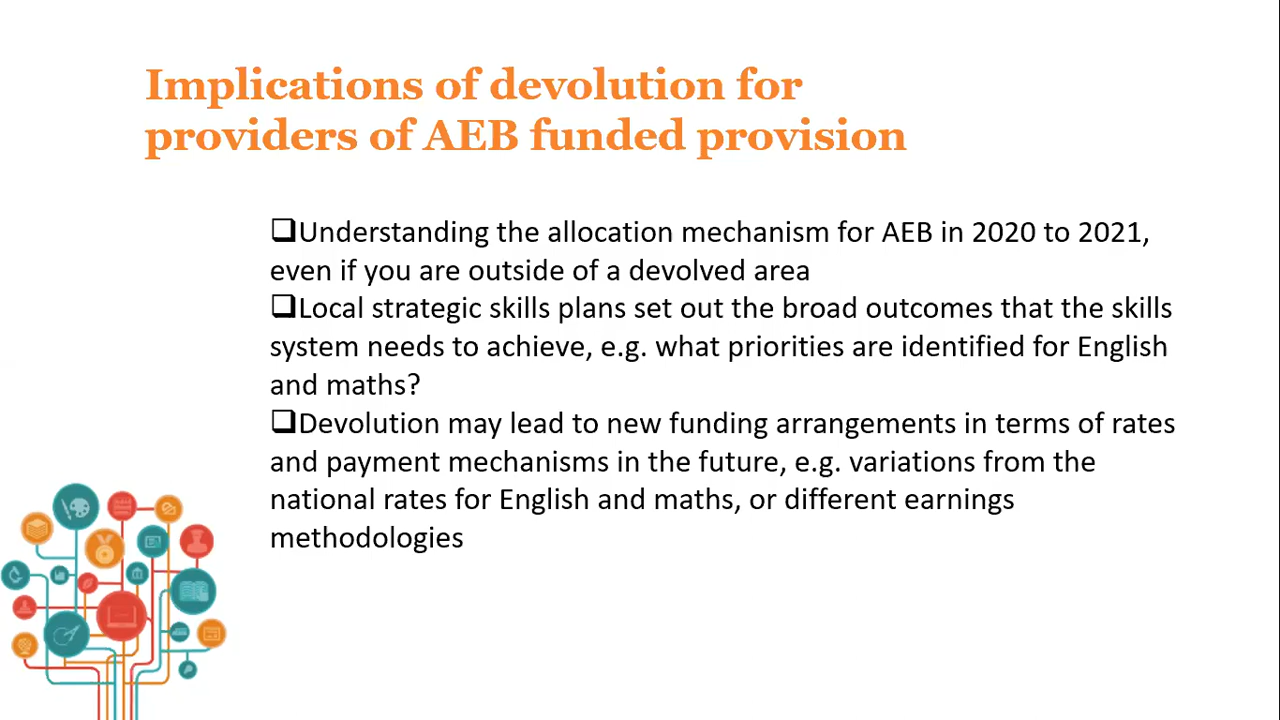 Implications of devolution for
providers of AEB funded provision
❑Understanding the allocation mechanism for AEB in 2020 to 2021,
even if you are outside of a devolved area
❑Local strategic skills plans set out the broad outcomes that the skills
system needs to achieve, e.g. what priorities are identified for English
and maths?
❑Devolution may lead to new funding arrangements in terms of rates
and payment mechanisms in the future, e.g. variations from the
national rates for English and maths, or different earnings
methodologies